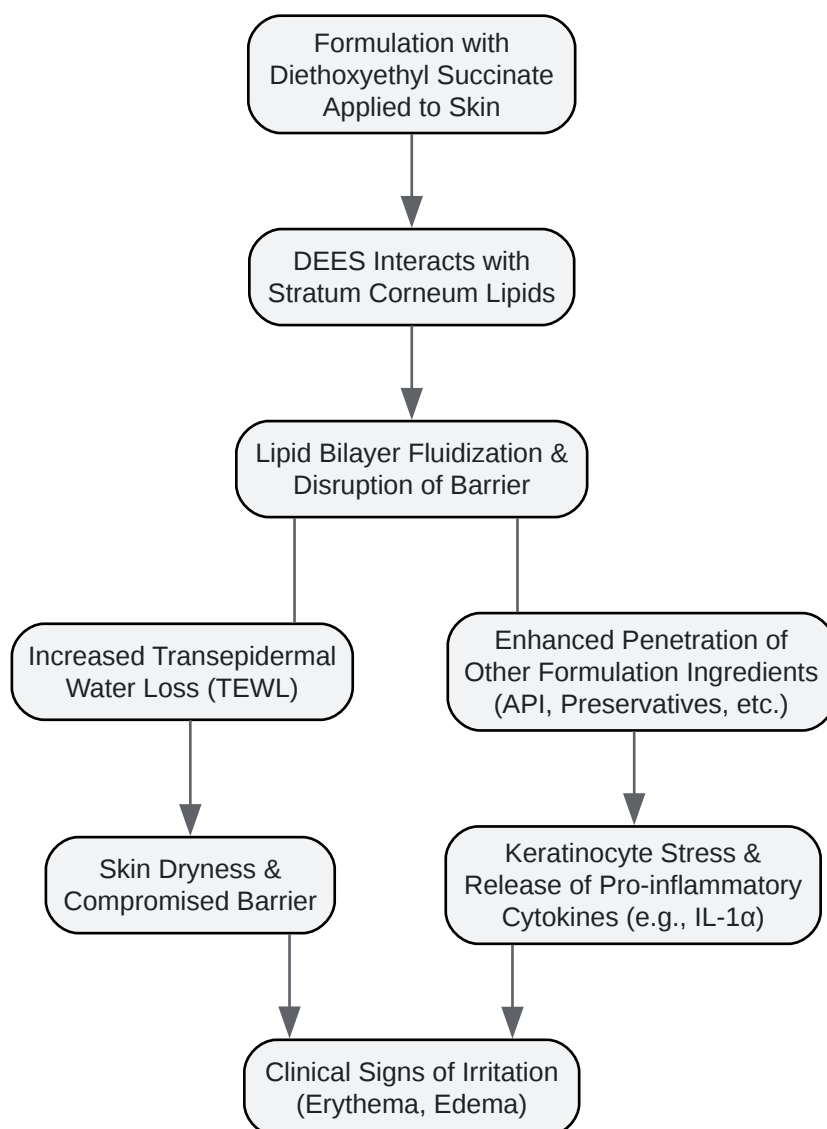 Formulation with
Diethoxyethyl Succinate
Applied to Skin
DEES Interacts with
Stratum Corneum Lipids
Lipid Bilayer Fluidization &
Disruption of Barrier
Increased Transepidermal
Water Loss (TEWL)
Enhanced Penetration of
Other Formulation Ingredients
(API, Preservatives, etc.)
Skin Dryness &
Compromised Barrier
Keratinocyte Stress &
Release of Pro-inflammatory
Cytokines (e.g., IL-1α)
Clinical Signs of Irritation
(Erythema, Edema)